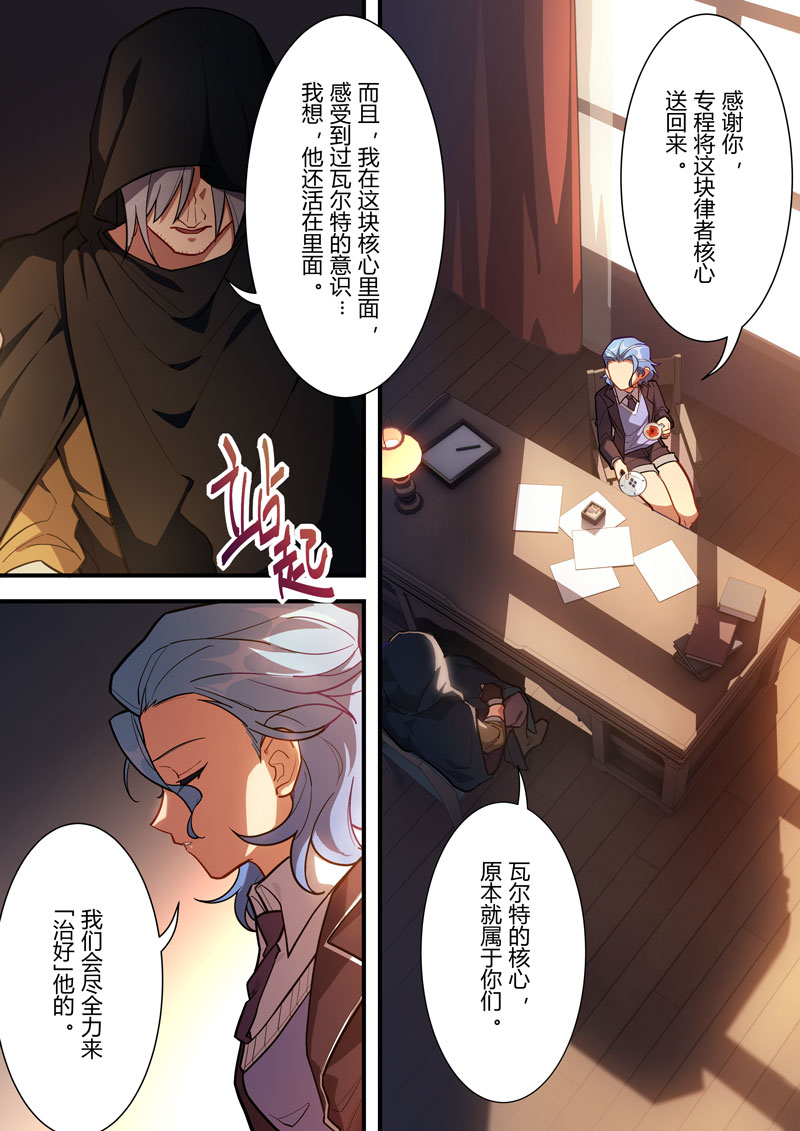 感谢你，
专程将这块律者核心
送回来。
瓦尔特的核心，
原本就属于你们。
而且，我在这块核心里面，
感受到过瓦尔特的意识…
我想，他还活在里面。
站起
我们会尽全力来
「治好」他的。